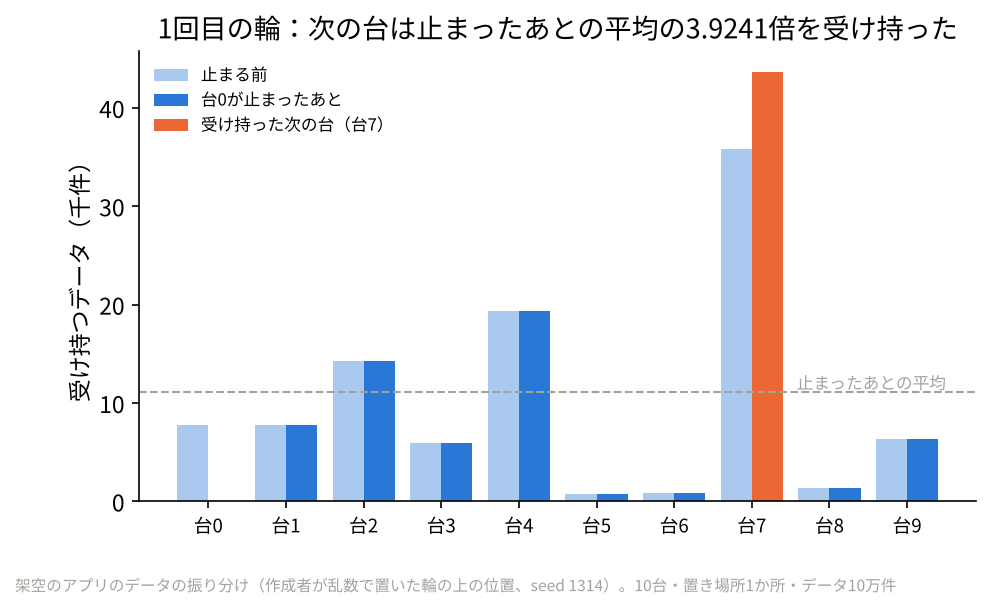 1回目の輪：次の台は止まったあとの平均の3.9241倍を受け持った
止まる前
台0が止まったあと
受け持った次の台（台7）
受け持つデータ（千件）
40
30
20
10
0
止まったあとの平均
台0 台1 台2 台3 台4 台5 台6 台7 台8 台9
架空のアプリのデータの振り分け（作成者が乱数で置いた輪の上の位置、seed 1314）。10台・置き場所1か所・データ10万件